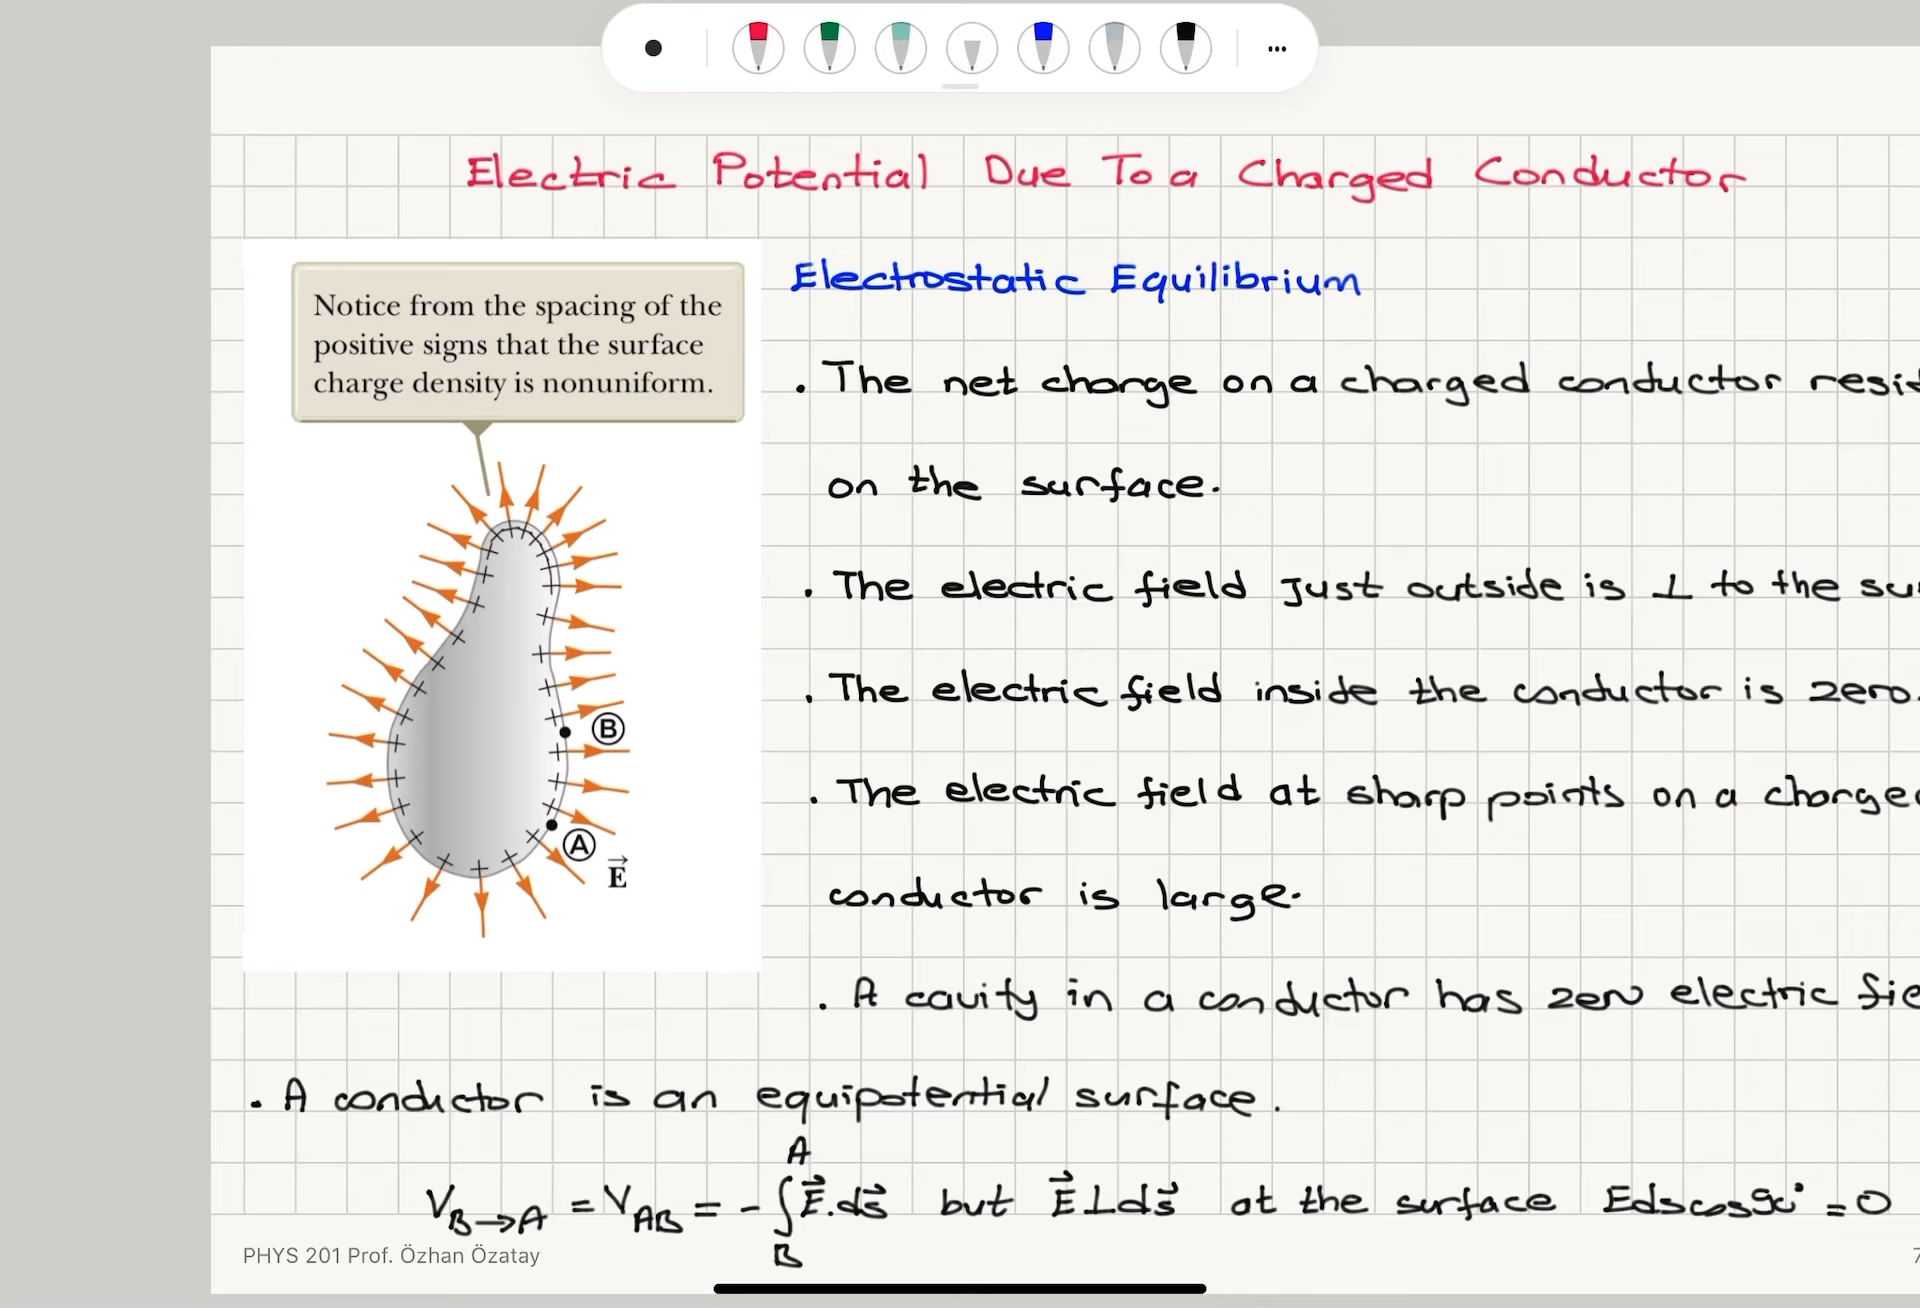 Electric Potential Due To a Charged Conductor
Notice from the spacing of the
positive signs that the surface
charge density is nonuniform.
B
A
E⃗
Electrostatic Equilibrium
. The net charge on a charged conductor resid
on the surface.
. The electric field just outside is ⊥ to the sur
. The electric field inside the conductor is zero.
. The electric field at sharp points on a charge
conductor is large.
. A cavity in a conductor has zero electric fie
. A conductor is an equipotential surface.
V_{B→A} = V_{AB} = - ∫_B^A E⃗.ds⃗ but E⃗ ⊥ ds⃗ at the surface Edscos90° = 0
PHYS 201 Prof. Özhan Özatay
7